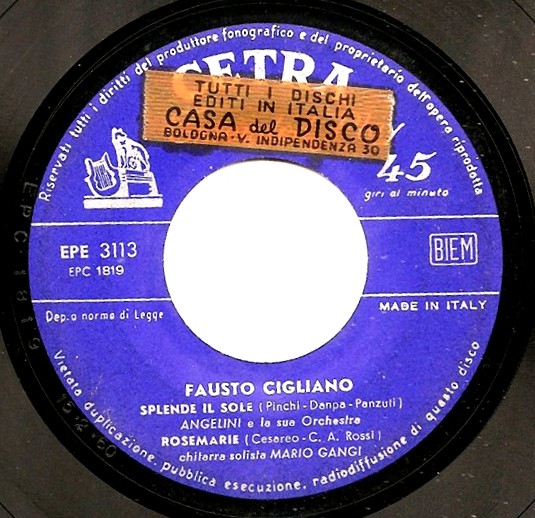 Riservati tutti i diritti del produttore fonografico e del proprietario dell'opera riprodotta
CETRA
TUTTI I DISCHI
EDITI IN ITALIA
CASA del DISCO
BOLOGNA - V. INDIPENDENZA 30
45
giri al minuto
EPE 3113
EPC 1819
BIEM
Dep. a norma di Legge
MADE IN ITALY
FAUSTO CIGLIANO
SPLENDE IL SOLE (Pinchi - Danpa - Panzuti)
ANGELINI e la sua Orchestra
ROSEMARIE (Cesareo - C. A. Rossi)
chitarra solista MARIO GANGI
Vietata duplicazione, pubblica esecuzione, radiodiffusione di questo disco
EPC 1819